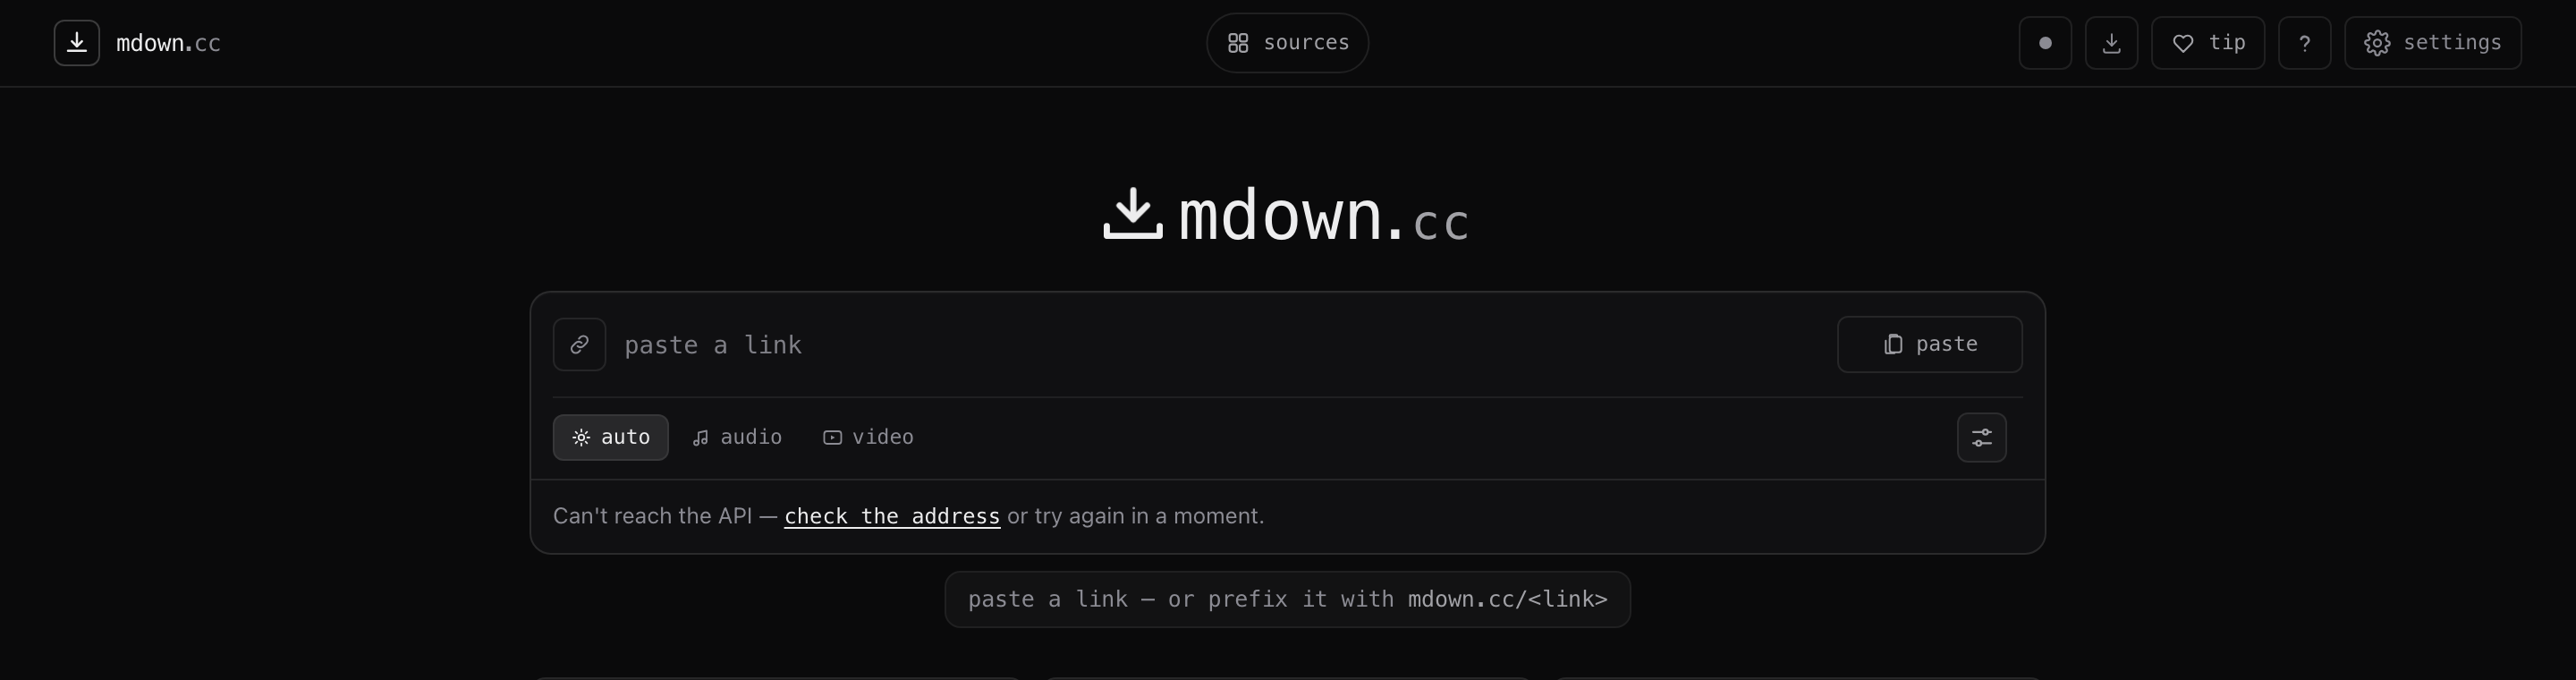 mdown.cc
sources
tip
?
settings
mdown.cc
paste a link
paste
auto
audio
video
Can't reach the API — check the address or try again in a moment.
paste a link — or prefix it with mdown.cc/<link>